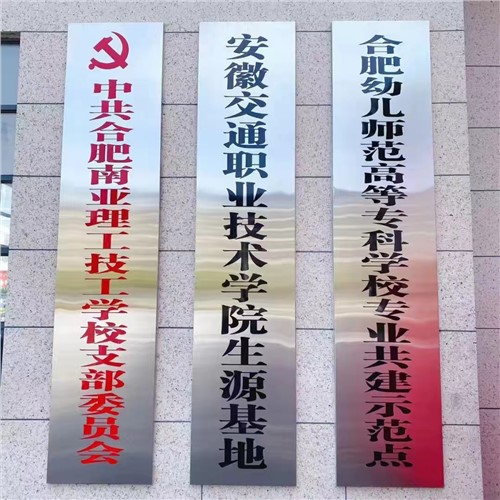 中共合肥南亚理工技工学校支部委员会
安徽交通职业技术学院生源基地
合肥幼儿师范高等专科学校专业共建示范点